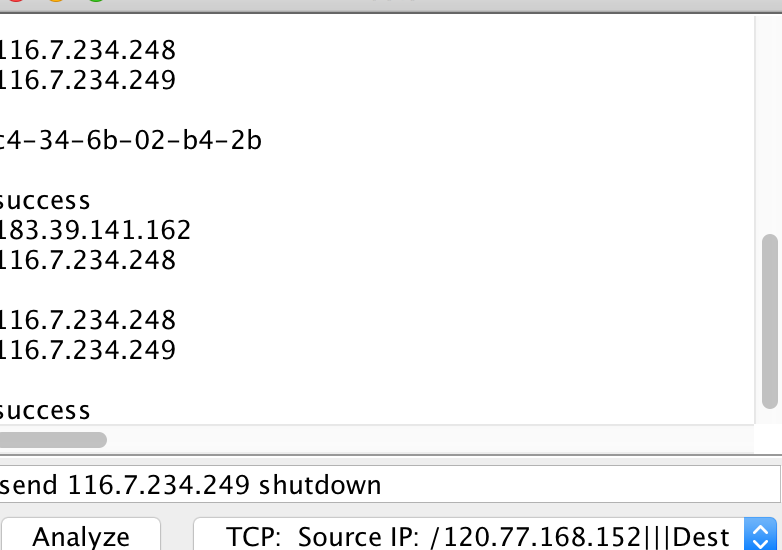 116.7.234.248
116.7.234.249
c4-34-6b-02-b4-2b
success
183.39.141.162
116.7.234.248
116.7.234.248
116.7.234.249
success
send 116.7.234.249 shutdown
Analyze
TCP: Source IP: /120.77.168.152|||Dest